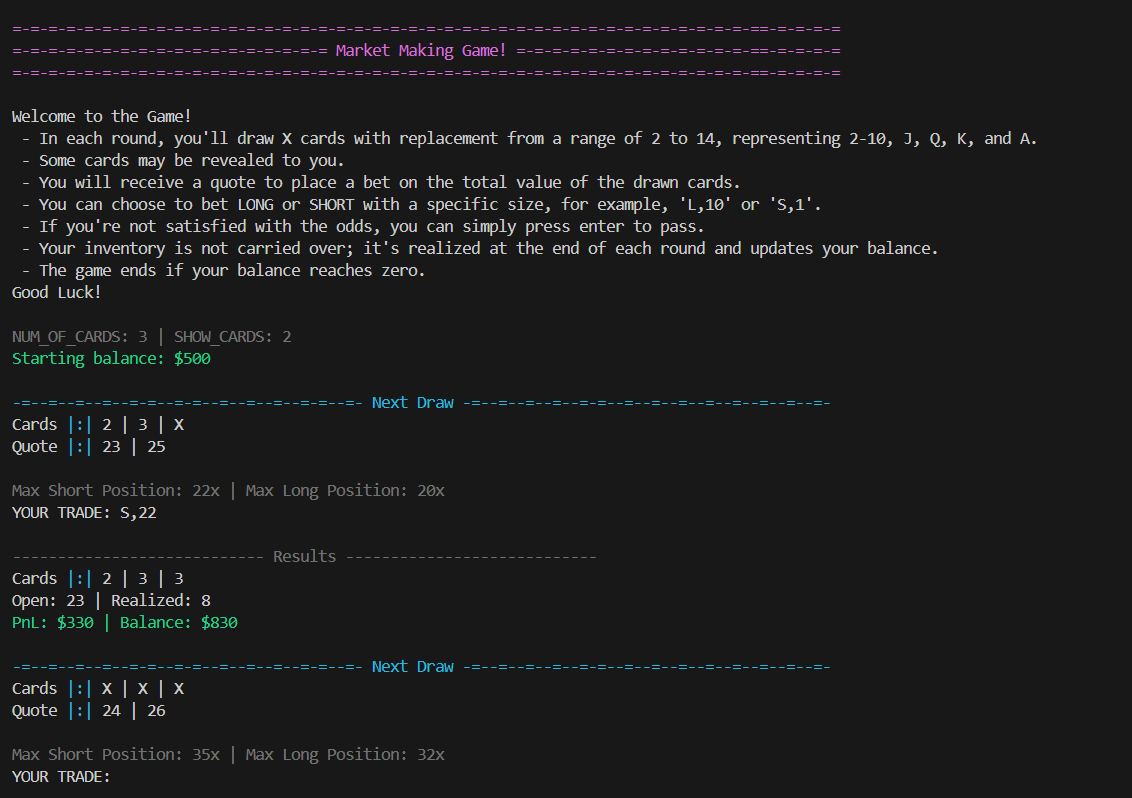 =-=-=-=-=-=-=-=-=-=-=-=-=-=-=-=-=-=-=-=-=-=-=-=-=-=-=-=-=-=-=-=-=-=-=-=-=-=-=-=-=-=-==-=-=-=-=
=-=-=-=-=-=-=-=-=-=-=-=-=-=-=-=-=-= Market Making Game! =-=-=-=-=-=-=-=-=-=-=-=-=-==-=-=-=-=
=-=-=-=-=-=-=-=-=-=-=-=-=-=-=-=-=-=-=-=-=-=-=-=-=-=-=-=-=-=-=-=-=-=-=-=-=-=-=-=-=-=-==-=-=-=-=
Welcome to the Game!
- In each round, you'll draw X cards with replacement from a range of 2 to 14, representing 2-10, J, Q, K, and A.
- Some cards may be revealed to you.
- You will receive a quote to place a bet on the total value of the drawn cards.
- You can choose to bet LONG or SHORT with a specific size, for example, 'L,10' or 'S,1'.
- If you're not satisfied with the odds, you can simply press enter to pass.
- Your inventory is not carried over; it's realized at the end of each round and updates your balance.
- The game ends if your balance reaches zero.
Good Luck!
NUM_OF_CARDS: 3 | SHOW_CARDS: 2
Starting balance: $500
-=--=--=--=--=-=--=-=--=--=--=--=-=--=- Next Draw -=--=--=--=-=-=--=--=-=--=--=--=--=--=-
Cards |:| 2 | 3 | X
Quote |:| 23 | 25
Max Short Position: 22x | Max Long Position: 20x
YOUR TRADE: S,22
---------------------------- Results ----------------------------
Cards |:| 2 | 3 | 3
Open: 23 | Realized: 8
PnL: $330 | Balance: $830
-=--=--=--=--=-=--=-=--=--=--=--=-=--=- Next Draw -=--=--=--=-=-=--=--=-=--=--=--=--=--=-
Cards |:| X | X | X
Quote |:| 24 | 26
Max Short Position: 35x | Max Long Position: 32x
YOUR TRADE: